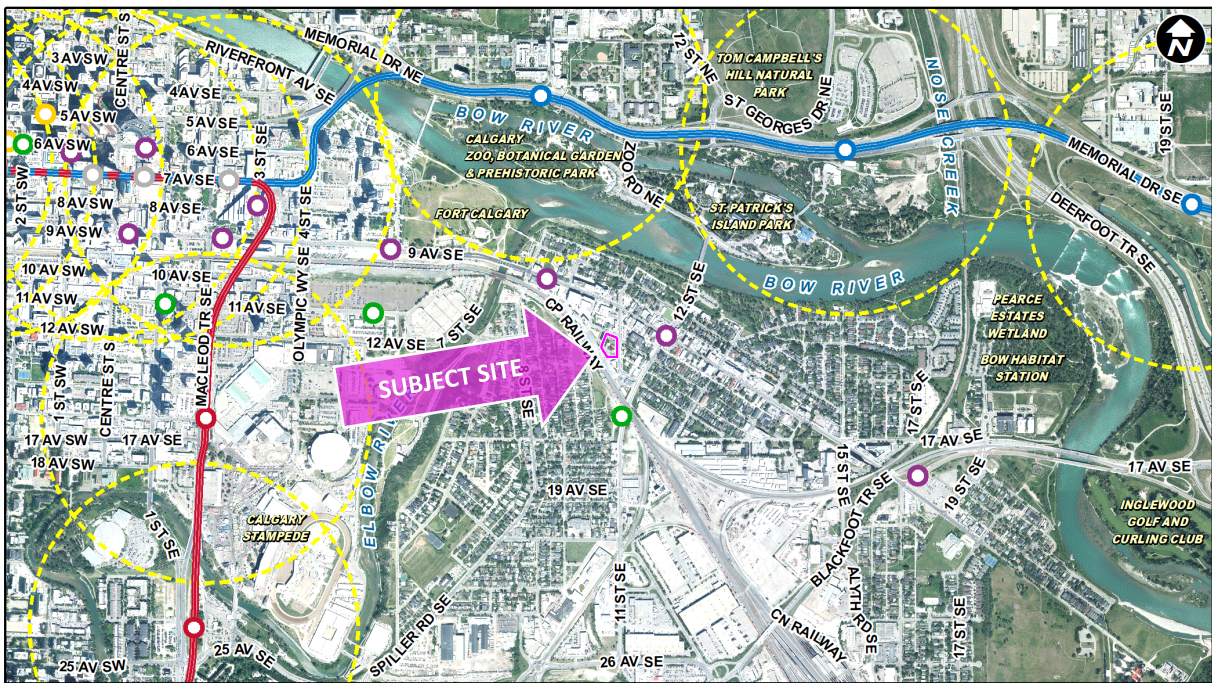 3 AV SW
CENTRE ST S
4 AV SW
4 AV SE
5 AV SW
5 AV SE
6 AV SW
6 AV SE
7 AV SE
2 ST SW
8 AV SW
8 AV SE
9 AV SW
3 ST SE
RIVERFRONT AV SE
MEMORIAL DR NE
12 ST NE
TOM CAMPBELL'S
HILL NATURAL
PARK
ST GEORGES DR NE
NOSE CREEK
19 ST SE
N
MEMORIAL DR SE
DEERFOOT TR SE
BOW RIVER
CALGARY
ZOO, BOTANICAL GARDEN
& PREHISTORIC PARK
ZOO RD NE
FORT CALGARY
ST. PATRICK'S
ISLAND PARK
BOW RIVER
4 ST SE
OLYMPIC WY SE
9 AV SE
10 AV SW
10 AV SE
11 AV SW
11 AV SE
12 AV SW
12 AV SE
7 ST SE
CP RAILWAY
12 ST SE
PEARCE
ESTATES
WETLAND
BOW HABITAT
STATION
MACLEOD TR SE
CENTRE ST S
1 ST SW
SUBJECT SITE
8 ST SE
ELBOW RIVER
17 AV SW
17 AV SE
18 AV SW
17 ST SE
17 AV SE
17 AV SE
15 ST SE
19 AV SE
19 ST SE
BLACKFOOT TR SE
INGLEWOOD
GOLF AND
CURLING CLUB
CALGARY
STAMPEDE
1 ST SE
11 ST SE
ALYTH RD SE
17 ST SE
CN RAILWAY
SPILLER RD SE
25 AV SW
25 AV SE
26 AV SE